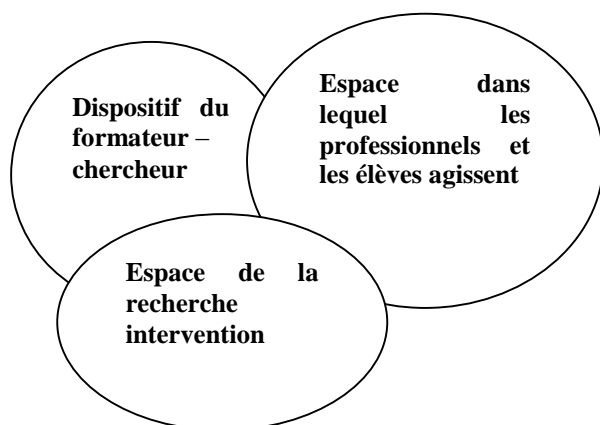 Dispositif du
formateur –
chercheur
Espace dans
lequel les
professionnels et
les élèves agissent
Espace de la
recherche
intervention